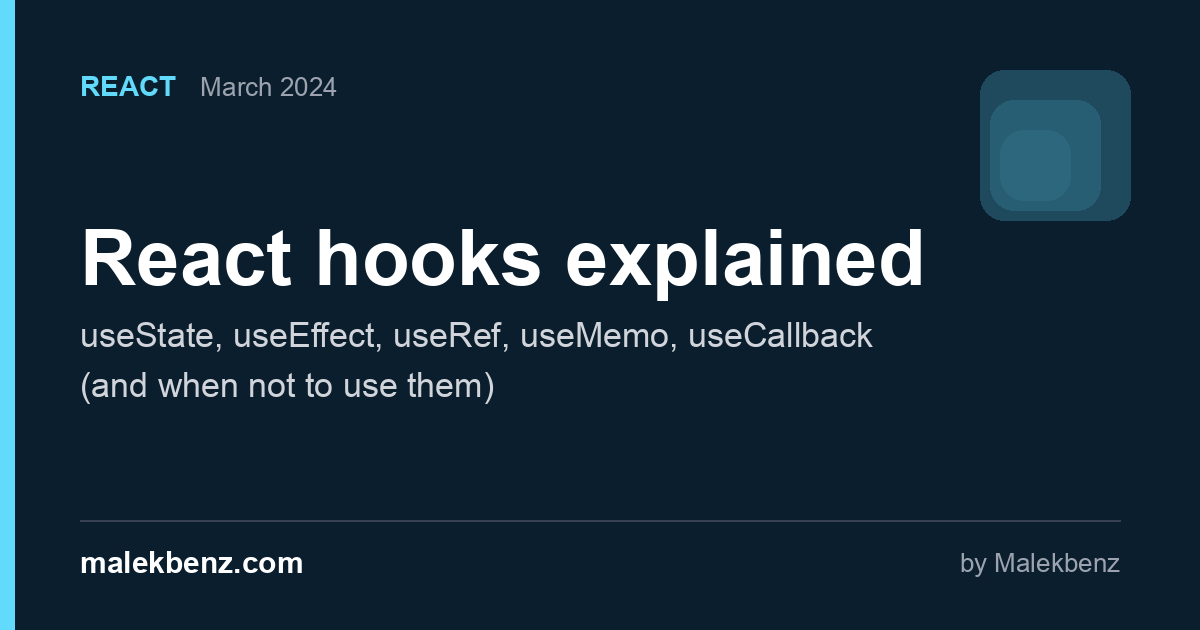 REACT March 2024
React hooks explained
useState, useEffect, useRef, useMemo, useCallback
(and when not to use them)
malekbenz.com
by Malekbenz